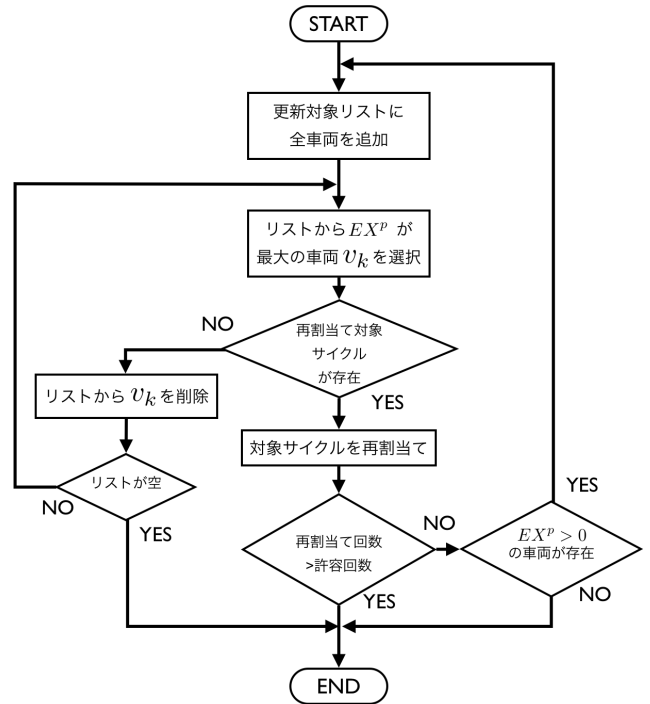 START
更新対象リストに
全車両を追加
リストから EX^p が
最大の車両 v_k を選択
NO
再割当て対象
サイクル
が存在
YES
リストから v_k を削除
対象サイクルを再割当て
リストが空
NO
YES
再割当て回数
>許容回数
NO
YES
YES
EX^p > 0
の車両が存在
NO
END